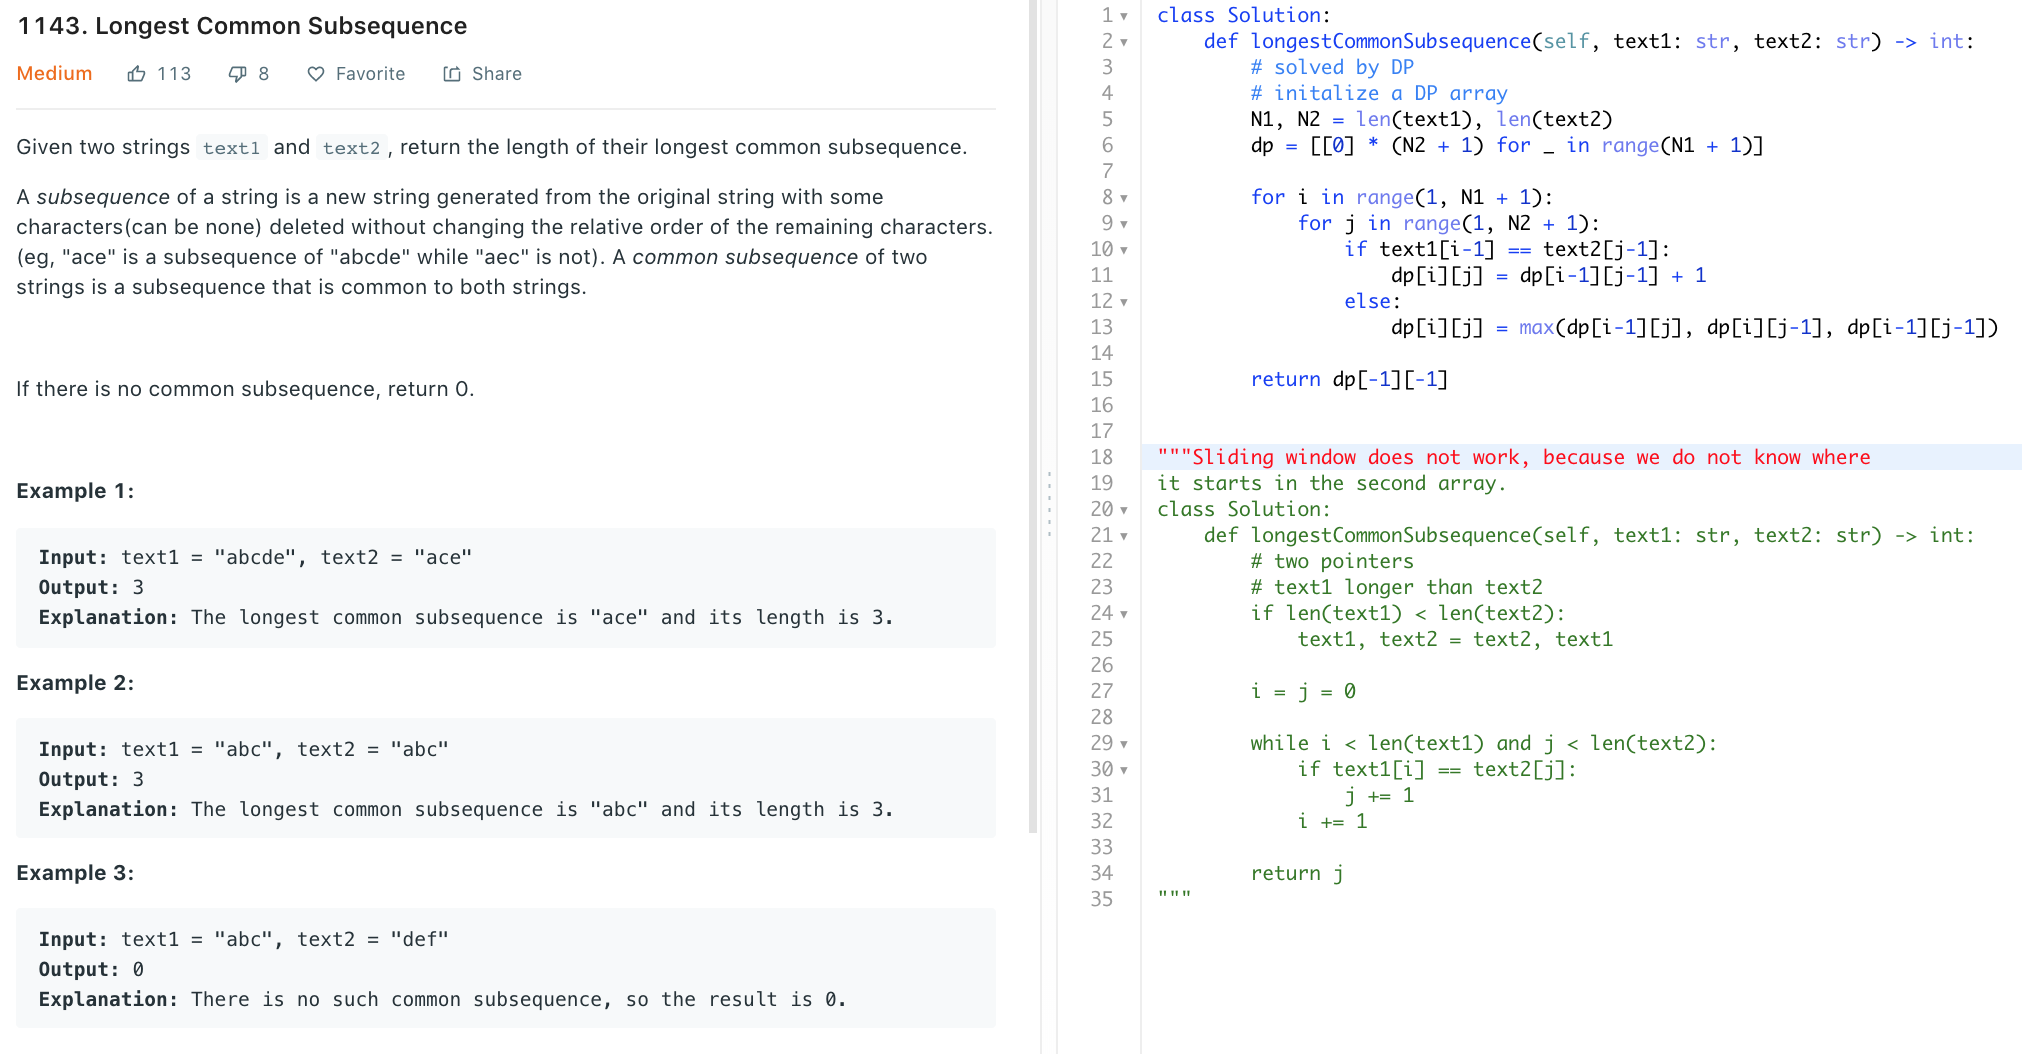 1143. Longest Common Subsequence
Medium 113 8 Favorite Share
Given two strings text1 and text2, return the length of their longest common subsequence.
A subsequence of a string is a new string generated from the original string with some
characters(can be none) deleted without changing the relative order of the remaining characters.
(eg, "ace" is a subsequence of "abcde" while "aec" is not). A common subsequence of two
strings is a subsequence that is common to both strings.
If there is no common subsequence, return 0.
Example 1:
Input: text1 = "abcde", text2 = "ace"
Output: 3
Explanation: The longest common subsequence is "ace" and its length is 3.
Example 2:
Input: text1 = "abc", text2 = "abc"
Output: 3
Explanation: The longest common subsequence is "abc" and its length is 3.
Example 3:
Input: text1 = "abc", text2 = "def"
Output: 0
Explanation: There is no such common subsequence, so the result is 0.
1 class Solution:
2     def longestCommonSubsequence(self, text1: str, text2: str) -> int:
3         # solved by DP
4         # initalize a DP array
5         N1, N2 = len(text1), len(text2)
6         dp = [[0] * (N2 + 1) for _ in range(N1 + 1)]
7
8         for i in range(1, N1 + 1):
9             for j in range(1, N2 + 1):
10                 if text1[i-1] == text2[j-1]:
11                     dp[i][j] = dp[i-1][j-1] + 1
12                 else:
13                     dp[i][j] = max(dp[i-1][j], dp[i][j-1], dp[i-1][j-1])
14
15         return dp[-1][-1]
16
17
18 """Sliding window does not work, because we do not know where
19 it starts in the second array.
20 class Solution:
21     def longestCommonSubsequence(self, text1: str, text2: str) -> int:
22         # two pointers
23         # text1 longer than text2
24         if len(text1) < len(text2):
25             text1, text2 = text2, text1
26
27         i = j = 0
28
29         while i < len(text1) and j < len(text2):
30             if text1[i] == text2[j]:
31                 j += 1
32             i += 1
33
34         return j
35 """